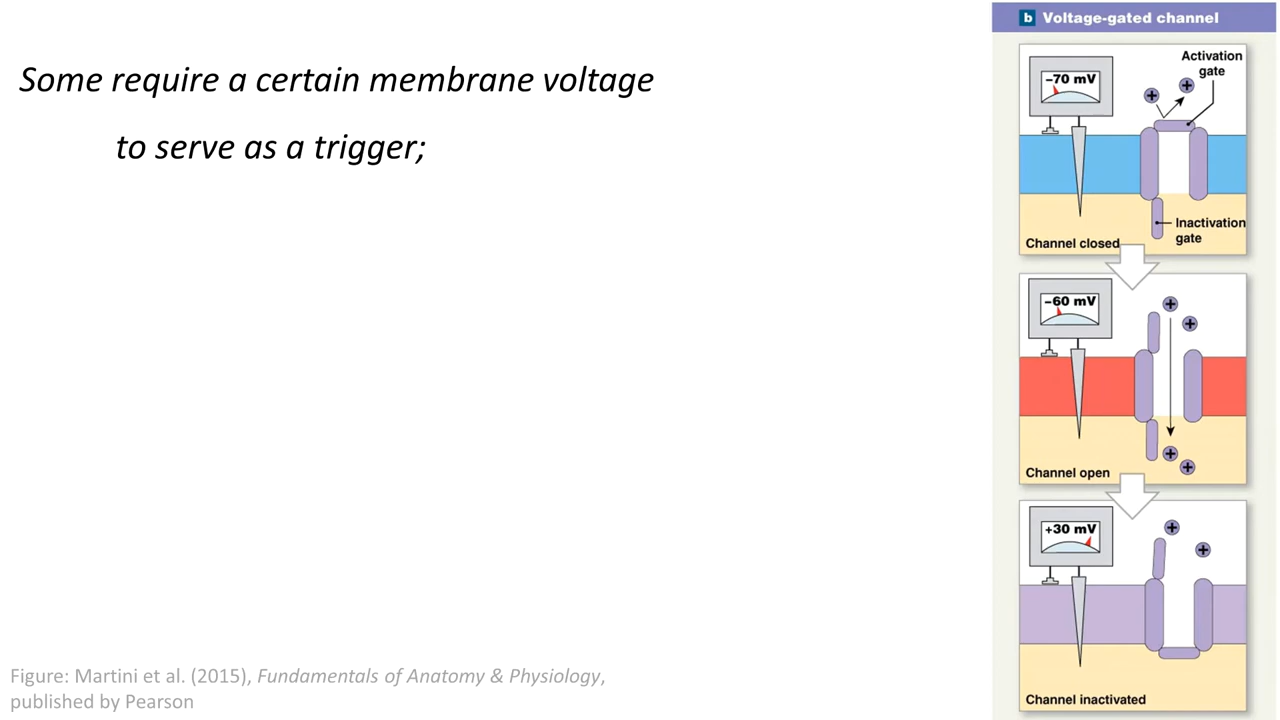 Some require a certain membrane voltage
to serve as a trigger;
b Voltage-gated channel
Activation
gate
–70 mV
+
+
Inactivation
gate
Channel closed
–60 mV
+
+
+
+
Channel open
+30 mV
+
+
Channel inactivated
Figure: Martini et al. (2015), Fundamentals of Anatomy & Physiology,
published by Pearson